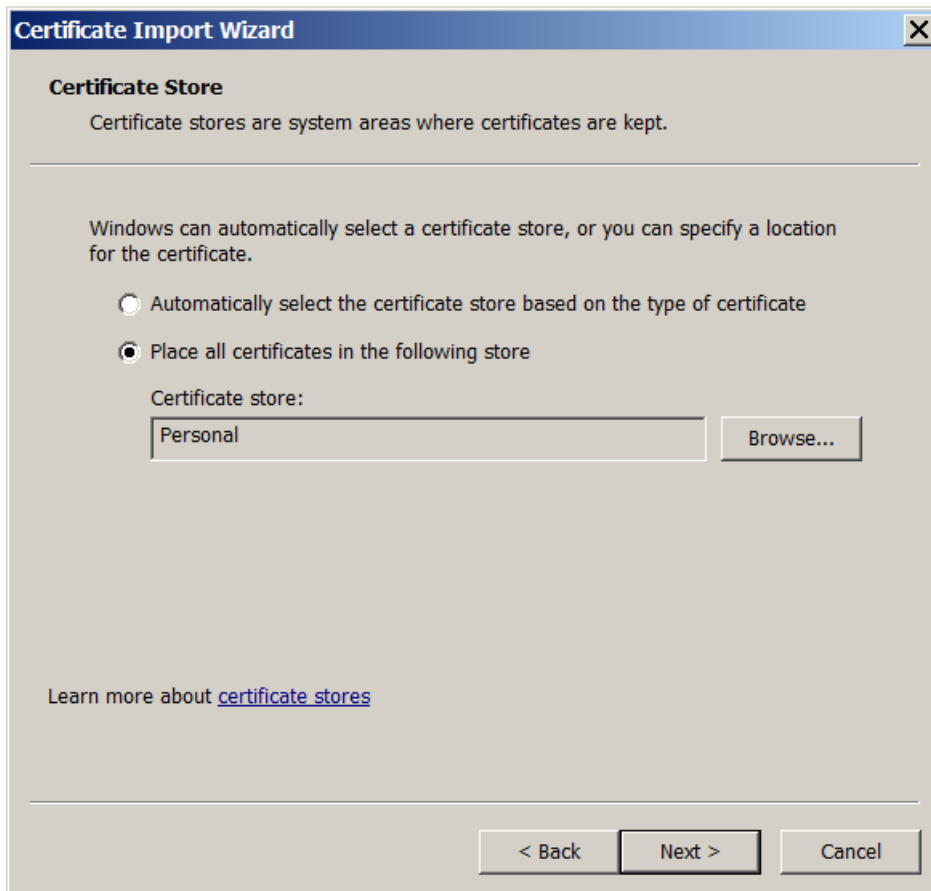 Certificate Import Wizard
Certificate Store
Certificate stores are system areas where certificates are kept.
Windows can automatically select a certificate store, or you can specify a location
for the certificate.
Automatically select the certificate store based on the type of certificate
Place all certificates in the following store
Certificate store:
Personal
Browse...
Learn more about certificate stores
< Back
Next >
Cancel